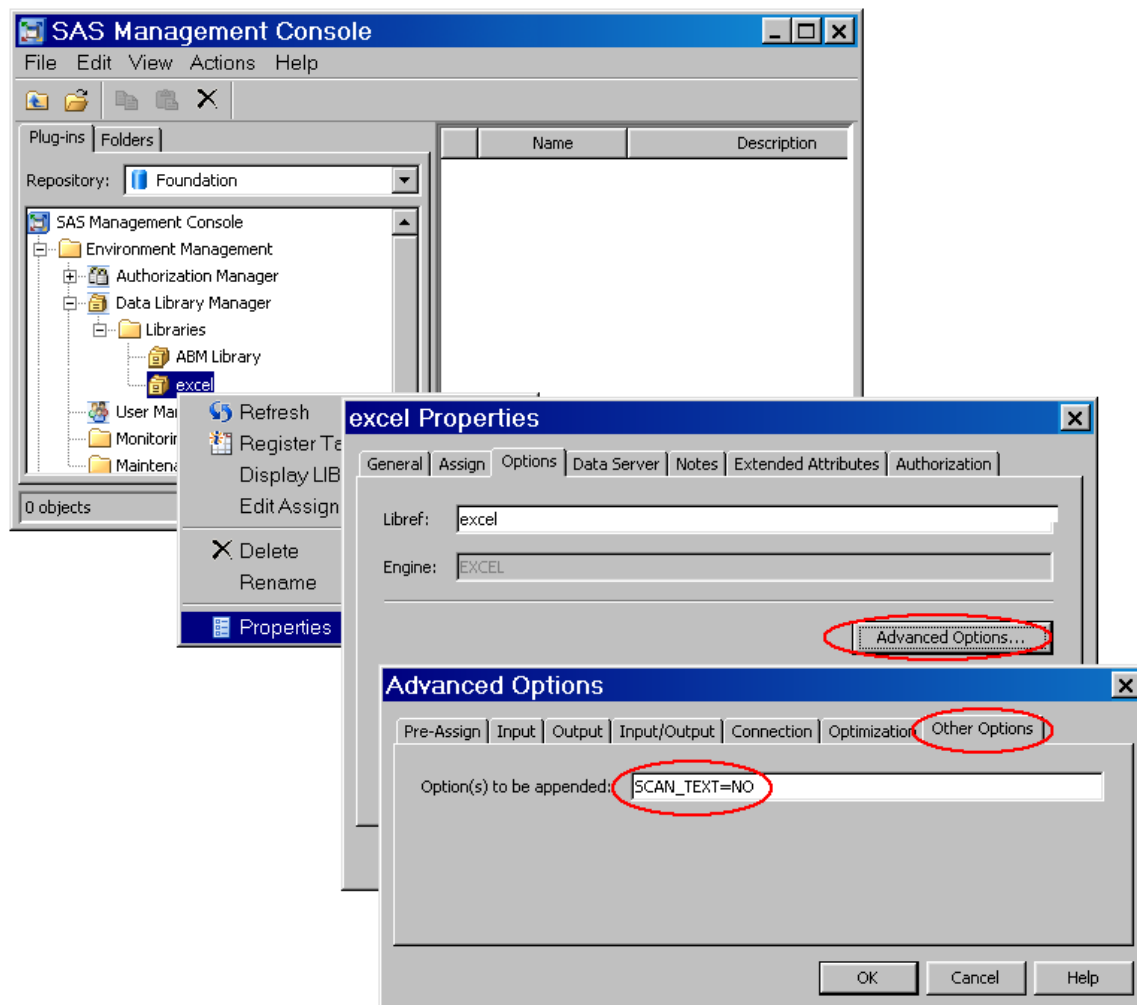 SAS Management Console
File Edit View Actions Help
Plug-ins Folders
Name Description
Repository: Foundation
SAS Management Console
Environment Management
Authorization Manager
Data Library Manager
Libraries
ABM Library
excel
User Mar
Monitorin
Maintena
0 objects
Refresh
Register Ta
Display LIB
Edit Assign
Delete
Rename
Properties
excel Properties
General Assign Options Data Server Notes Extended Attributes Authorization
Libref: excel
Engine: EXCEL
Advanced Options...
Advanced Options
Pre-Assign Input Output Input/Output Connection Optimization Other Options
Option(s) to be appended: SCAN_TEXT=NO
OK Cancel Help